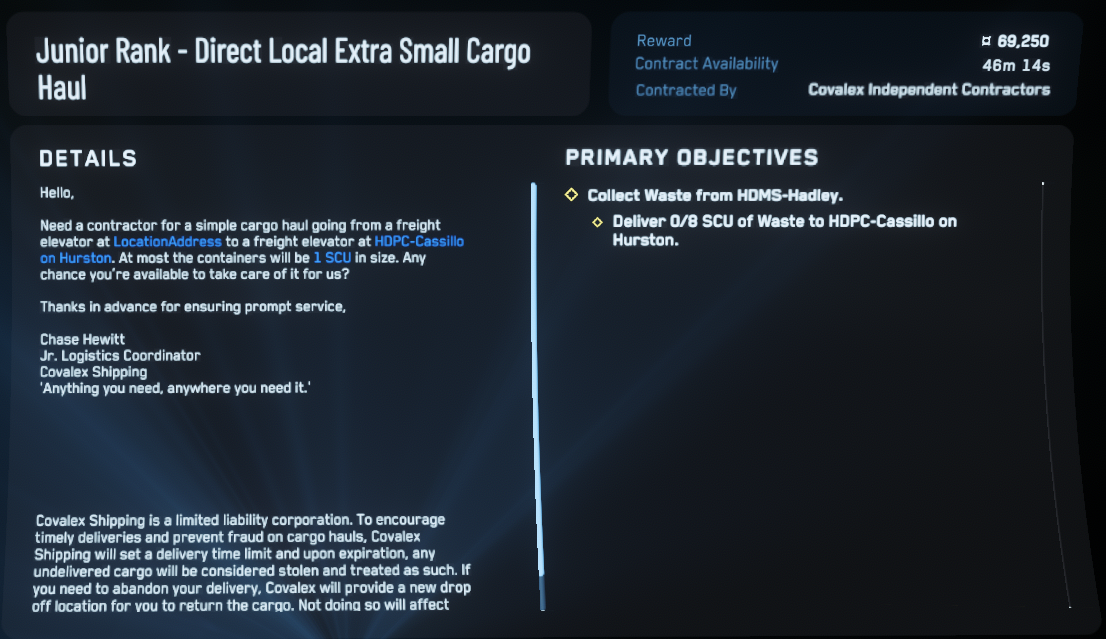 Junior Rank - Direct Local Extra Small Cargo
Haul
Reward ¤ 69,250
Contract Availability 46m 14s
Contracted By Covalex Independent Contractors
DETAILS
Hello,
Need a contractor for a simple cargo haul going from a freight
elevator at LocationAddress to a freight elevator at HDPC-Cassillo
on Hurston. At most the containers will be 1 SCU in size. Any
chance you're available to take care of it for us?
Thanks in advance for ensuring prompt service,
Chase Hewitt
Jr. Logistics Coordinator
Covalex Shipping
'Anything you need, anywhere you need it.'
Covalex Shipping is a limited liability corporation. To encourage
timely deliveries and prevent fraud on cargo hauls, Covalex
Shipping will set a delivery time limit and upon expiration, any
undelivered cargo will be considered stolen and treated as such. If
you need to abandon your delivery, Covalex will provide a new drop
off location for you to return the cargo. Not doing so will affect
PRIMARY OBJECTIVES
Collect Waste from HDMS-Hadley.
Deliver 0/8 SCU of Waste to HDPC-Cassillo on
Hurston.